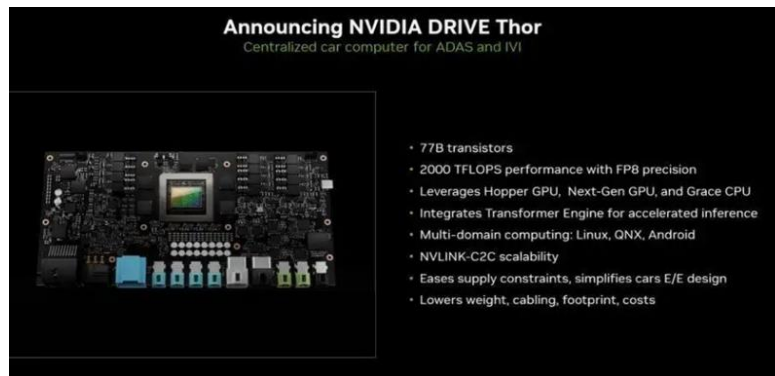 Announcing NVIDIA DRIVE Thor
Centralized car computer for ADAS and IVI
• 77B transistors
• 2000 TFLOPS performance with FP8 precision
• Leverages Hopper GPU, Next-Gen GPU, and Grace CPU
• Integrates Transformer Engine for accelerated inference
• Multi-domain computing: Linux, QNX, Android
• NVLINK-C2C scalability
• Eases supply constraints, simplifies cars E/E design
• Lowers weight, cabling, footprint, costs